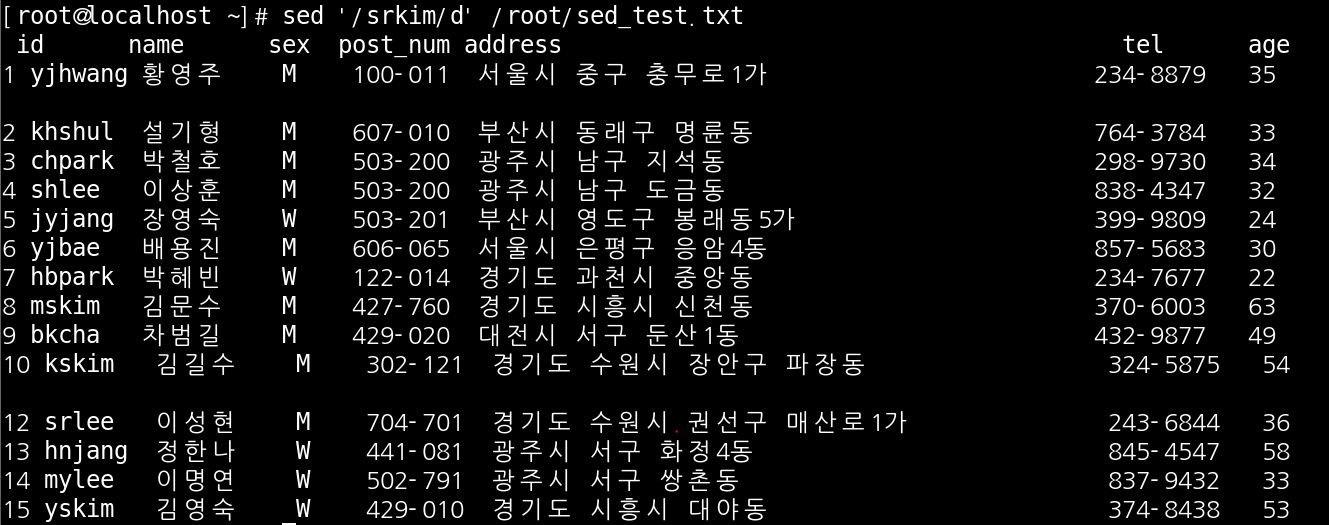 [root@localhost ~]# sed '/srkim/d' /root/sed_test.txt
id name sex post_num address tel age
1 yjhwang 황영주 M 100-011 서울시 중구 충무로1가 234-8879 35
2 khshul 설기형 M 607-010 부산시 동래구 명륜동 764-3784 33
3 chpark 박철호 M 503-200 광주시 남구 지석동 298-9730 34
4 shlee 이상훈 M 503-200 광주시 남구 도금동 838-4347 32
5 jyjang 장영숙 W 503-201 부산시 영도구 봉래동5가 399-9809 24
6 yjbae 배용진 M 606-065 서울시 은평구 응암4동 857-5683 30
7 hbpark 박혜빈 W 122-014 경기도 과천시 중앙동 234-7677 22
8 mskim 김문수 M 427-760 경기도 시흥시 신천동 370-6003 63
9 bkcha 차범길 M 429-020 대전시 서구 둔산1동 432-9877 49
10 kskim 김길수 M 302-121 경기도 수원시 장안구 파장동 324-5875 54
12 srlee 이성현 M 704-701 경기도 수원시 권선구 매산로1가 243-6844 36
13 hnjang 정한나 W 441-081 광주시 서구 화정4동 845-4547 58
14 mylee 이명연 W 502-791 광주시 서구 쌍촌동 837-9432 33
15 yskim 김영숙 W 429-010 경기도 시흥시 대야동 374-8438 53